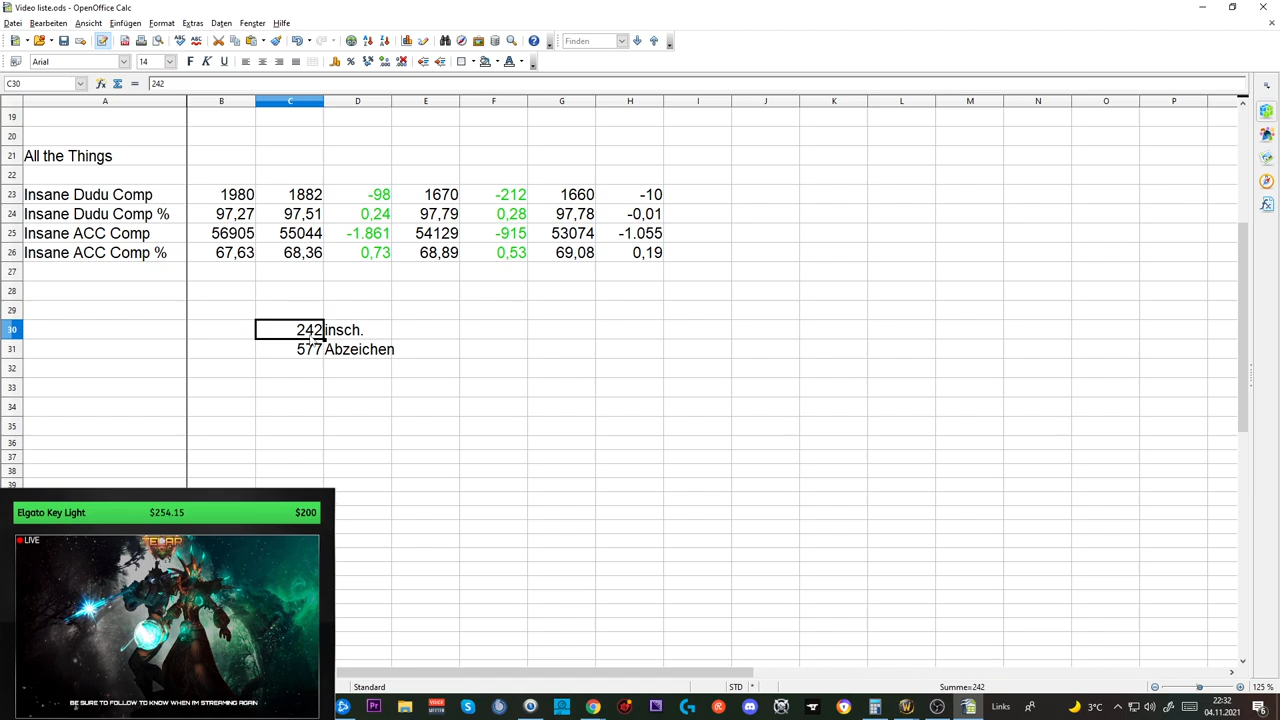 Video liste.ods - OpenOffice Calc
Datei Bearbeiten Ansicht Einfügen Format Extras Daten Fenster Hilfe
Finden
Arial 14 F K U
C30 242
A B C D E F G H I J K L M N O P
19
20
21 All the Things
22
23 Insane Dudu Comp 1980 1882 -98 1670 -212 1660 -10
24 Insane Dudu Comp % 97,27 97,51 0,24 97,79 0,28 97,78 -0,01
25 Insane ACC Comp 56905 55044 -1.861 54129 -915 53074 -1.055
26 Insane ACC Comp % 67,63 68,36 0,73 68,89 0,53 69,08 0,19
27
28
29
30 242 insch.
31 577 Abzeichen
32
33
34
35
36
37
38
39
Elgato Key Light $254.15 $200
LIVE
BE SURE TO FOLLOW TO KNOW WHEN I'M STREAMING AGAIN
Standard STD * Summe=242 125 %
Links 3°C 22:32
04.11.2021